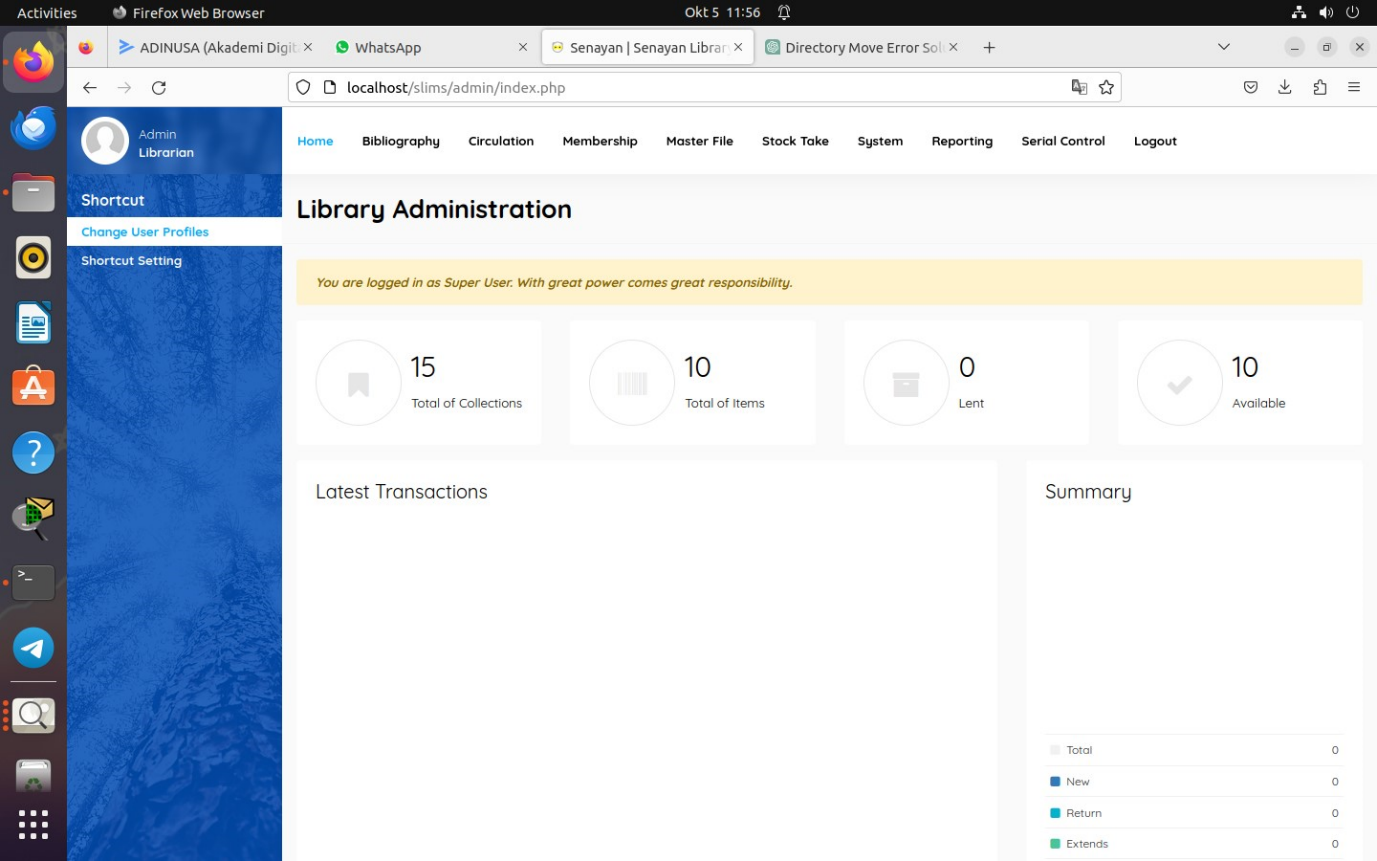 Activities Firefox Web Browser Okt 5 11:56
ADINUSA (Akademi Digit WhatsApp Senayan | Senayan Librar Directory Move Error Sol
localhost/slims/admin/index.php
Admin
Librarian
Home Bibliography Circulation Membership Master File Stock Take System Reporting Serial Control Logout
Shortcut
Change User Profiles
Shortcut Setting
Library Administration
You are logged in as Super User. With great power comes great responsibility.
15
Total of Collections
10
Total of Items
0
Lent
10
Available
Latest Transactions
Summary
Total 0
New 0
Return 0
Extends 0